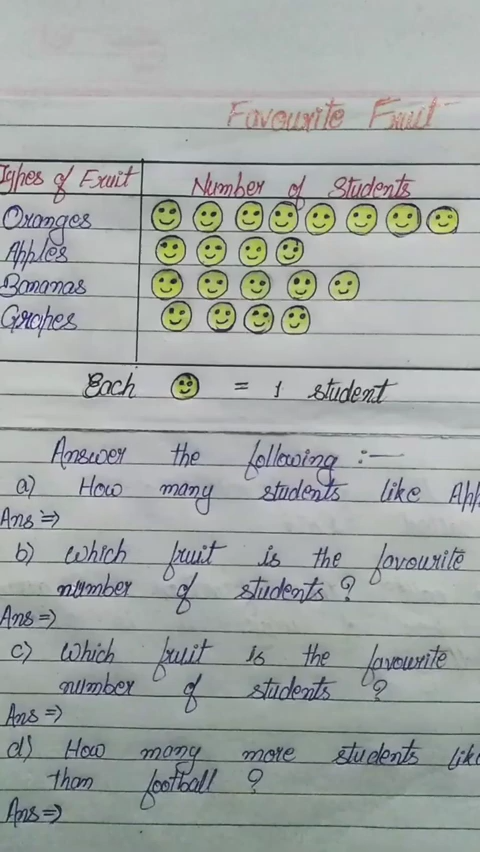 Favourite Fruit
Types of Fruit Number of Students
Oranges
Apples
Bananas
Grapes
Each = 1 student
Answer the following :—
a) How many students like App
Ans :⇒
b) Which fruit is the favourite
number of students ?
Ans ⇒
c) Which fruit is the favourite
number of students ?
Ans ⇒
d) How many more students like
than football ?
Ans ⇒